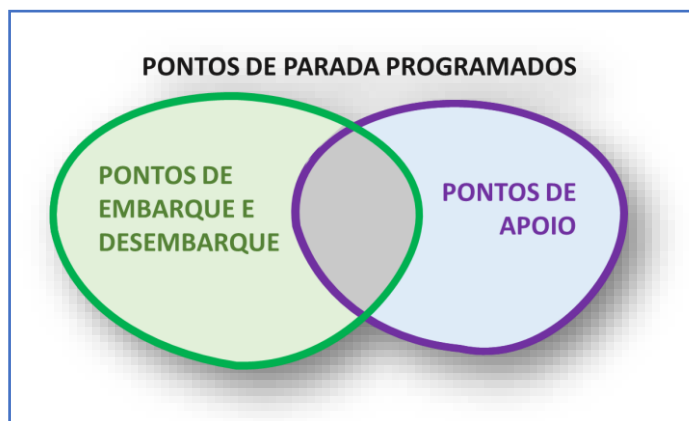 PONTOS DE PARADA PROGRAMADOS
PONTOS DE
EMBARQUE E
DESEMBARQUE
PONTOS DE
APOIO